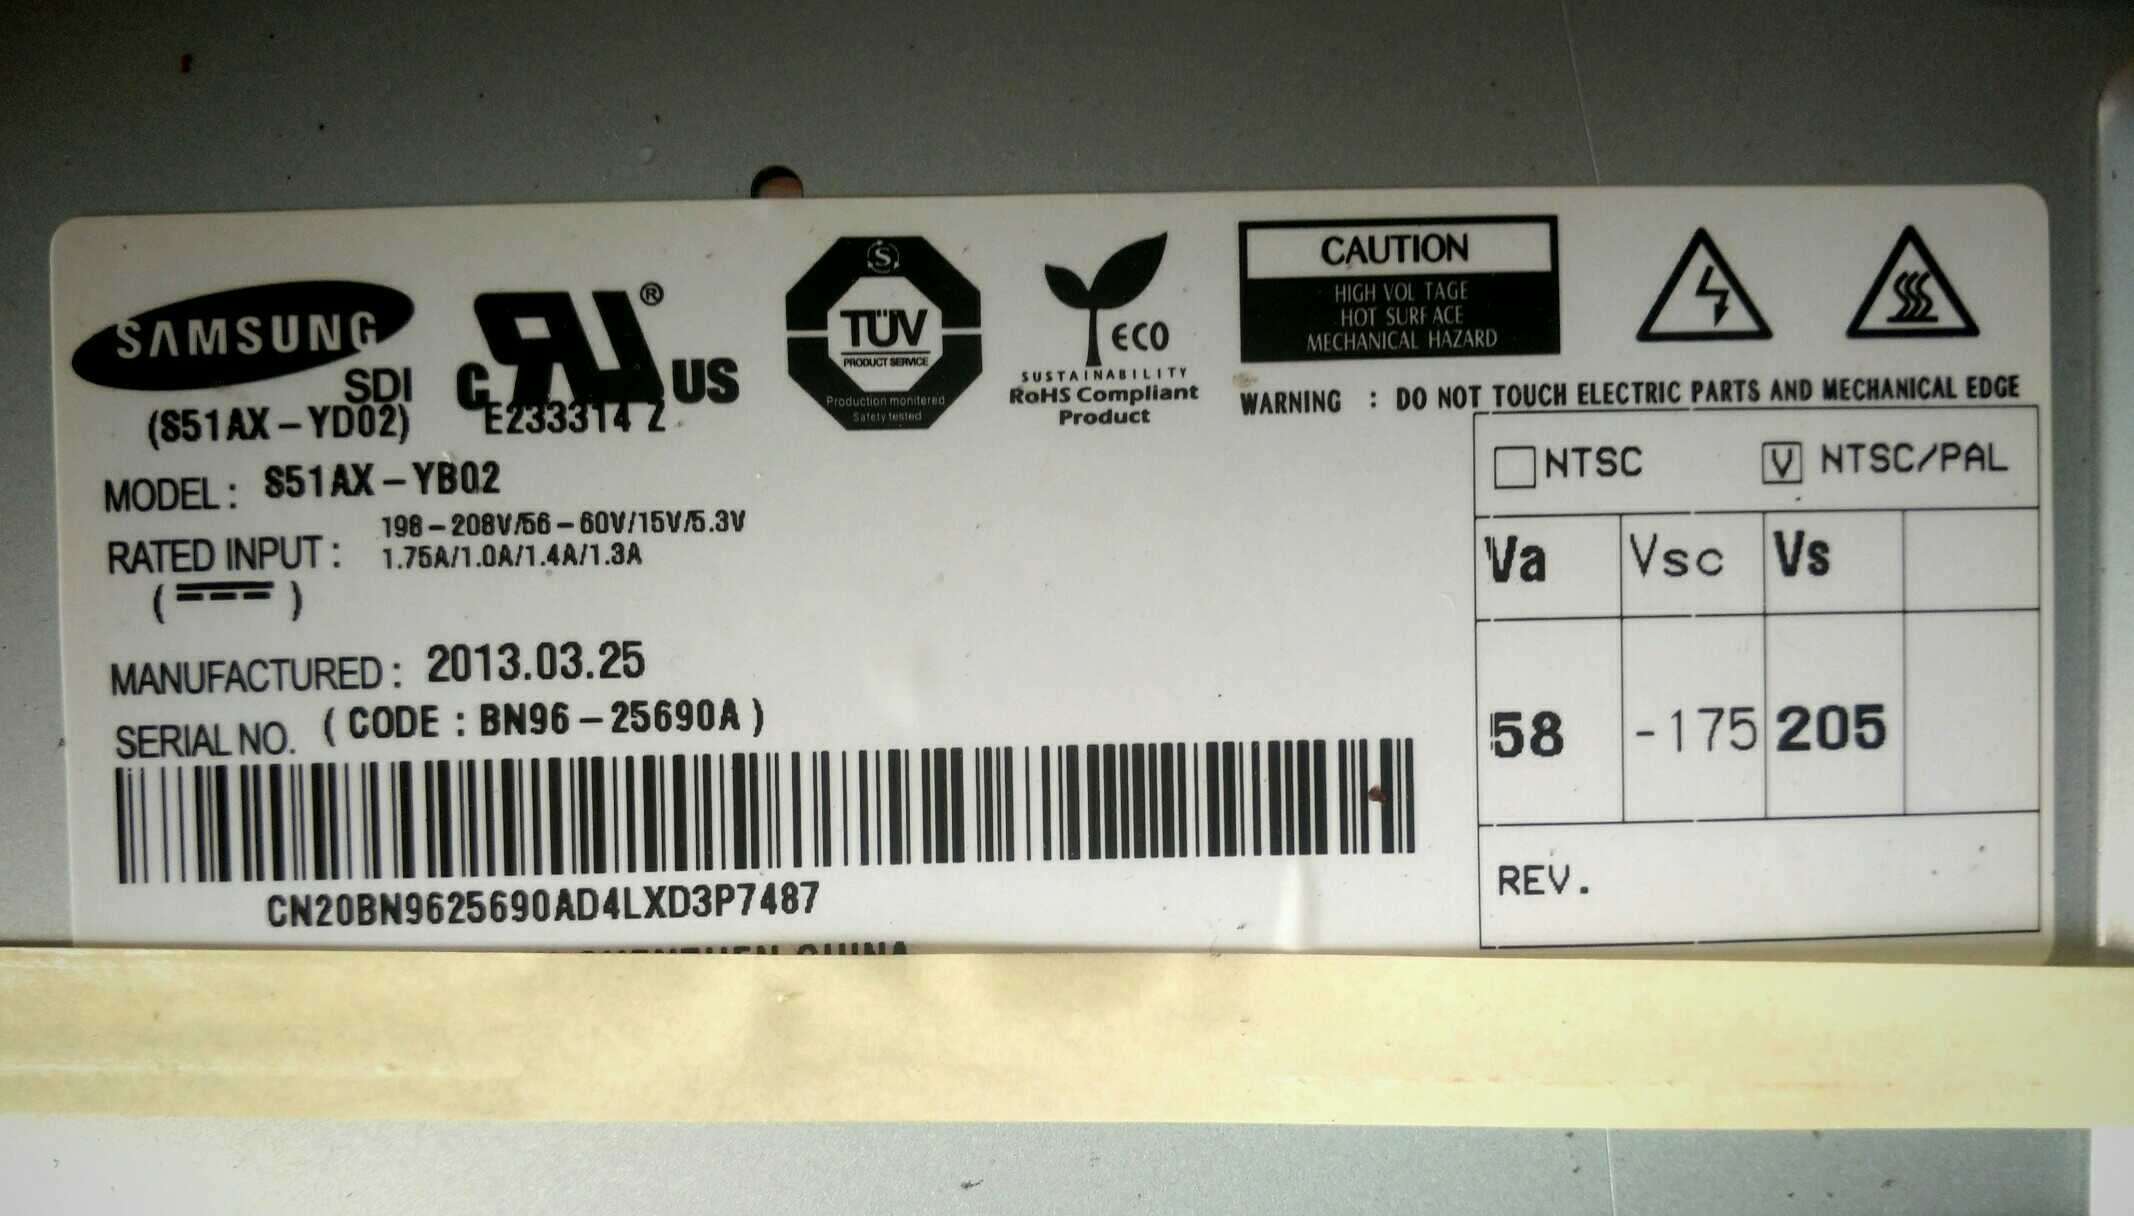 SAMSUNG
SDI
(S51AX-YD02)
c RU ® US
E233314 Z
S
TÜV
PRODUCT SERVICE
Production monitered
Safety tested
ECO
SUSTAINABILITY
RoHS Compliant
Product
CAUTION
HIGH VOL TAGE
HOT SURF ACE
MECHANICAL HAZARD
WARNING : DO NOT TOUCH ELECTRIC PARTS AND MECHANICAL EDGE
MODEL: S51AX-YB02
RATED INPUT: 198-208V/56-60V/15V/5.3V
1.75A/1.0A/1.4A/1.3A
MANUFACTURED: 2013.03.25
SERIAL NO. (CODE : BN96-25690A)
CN20BN9625690AD4LXD3P7487
CHINA
NTSC V NTSC/PAL
Va Vsc Vs
58 -175 205
REV.